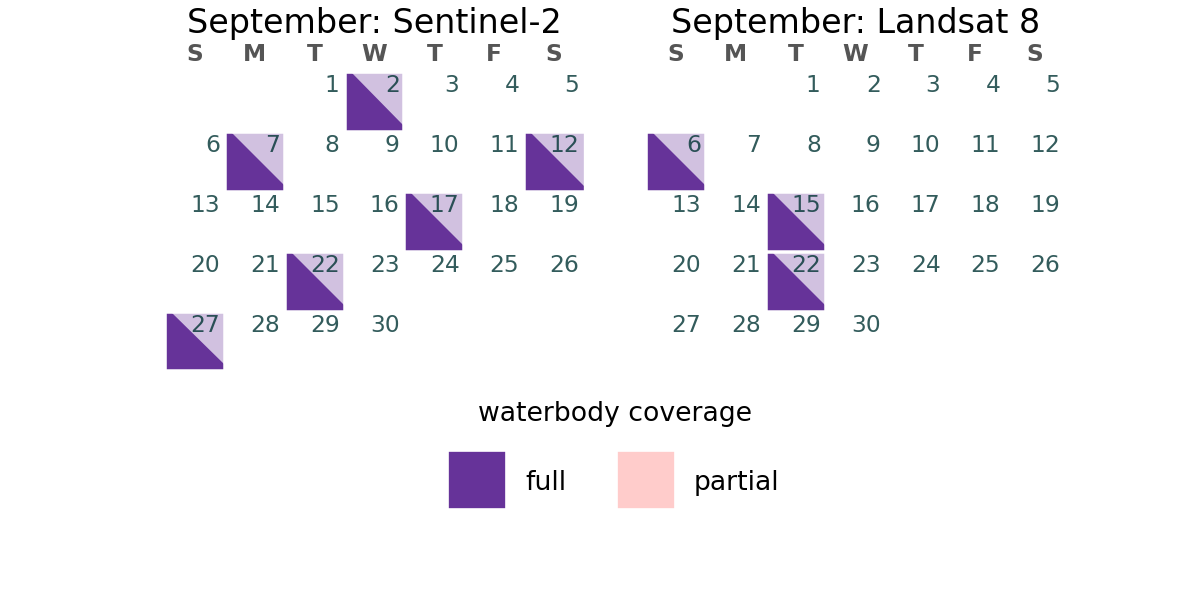 September: Sentinel-2
S M T W T F S
1 2 3 4 5
6 7 8 9 10 11 12
13 14 15 16 17 18 19
20 21 22 23 24 25 26
27 28 29 30
September: Landsat 8
S M T W T F S
1 2 3 4 5
6 7 8 9 10 11 12
13 14 15 16 17 18 19
20 21 22 23 24 25 26
27 28 29 30
waterbody coverage
full
partial